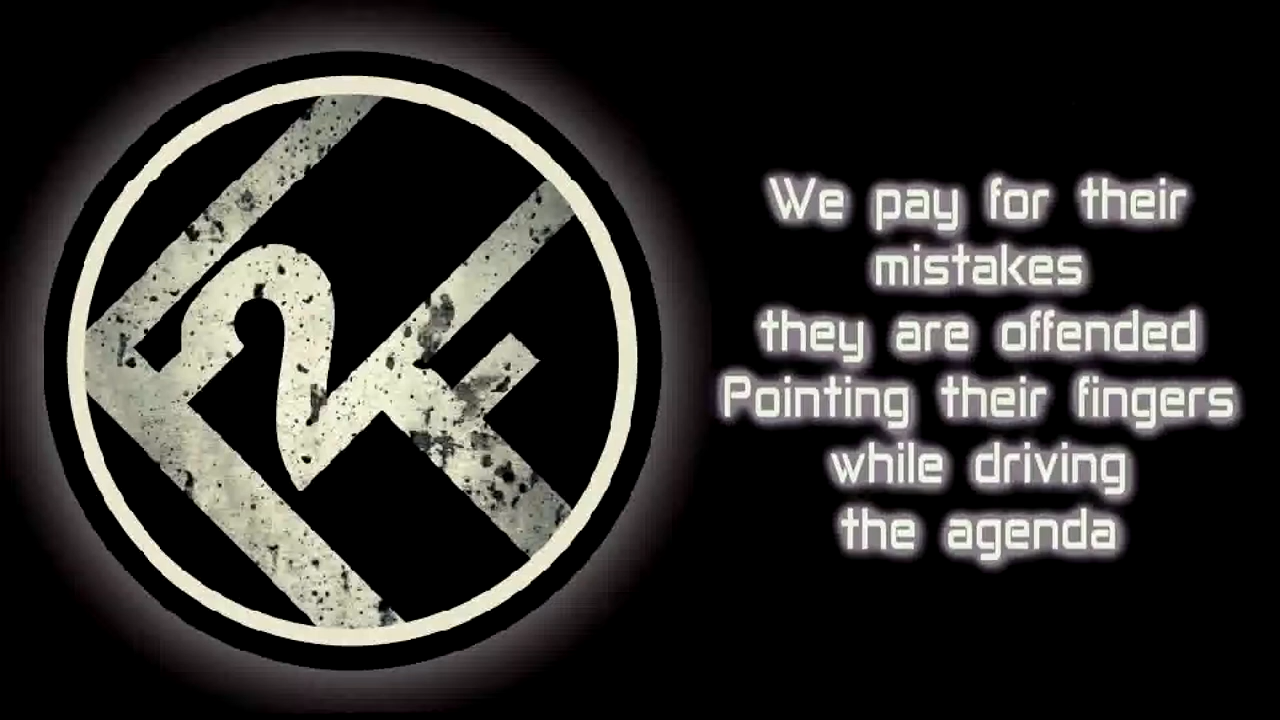 We pay for their
mistakes
they are offended
Pointing their fingers
while driving
the agenda